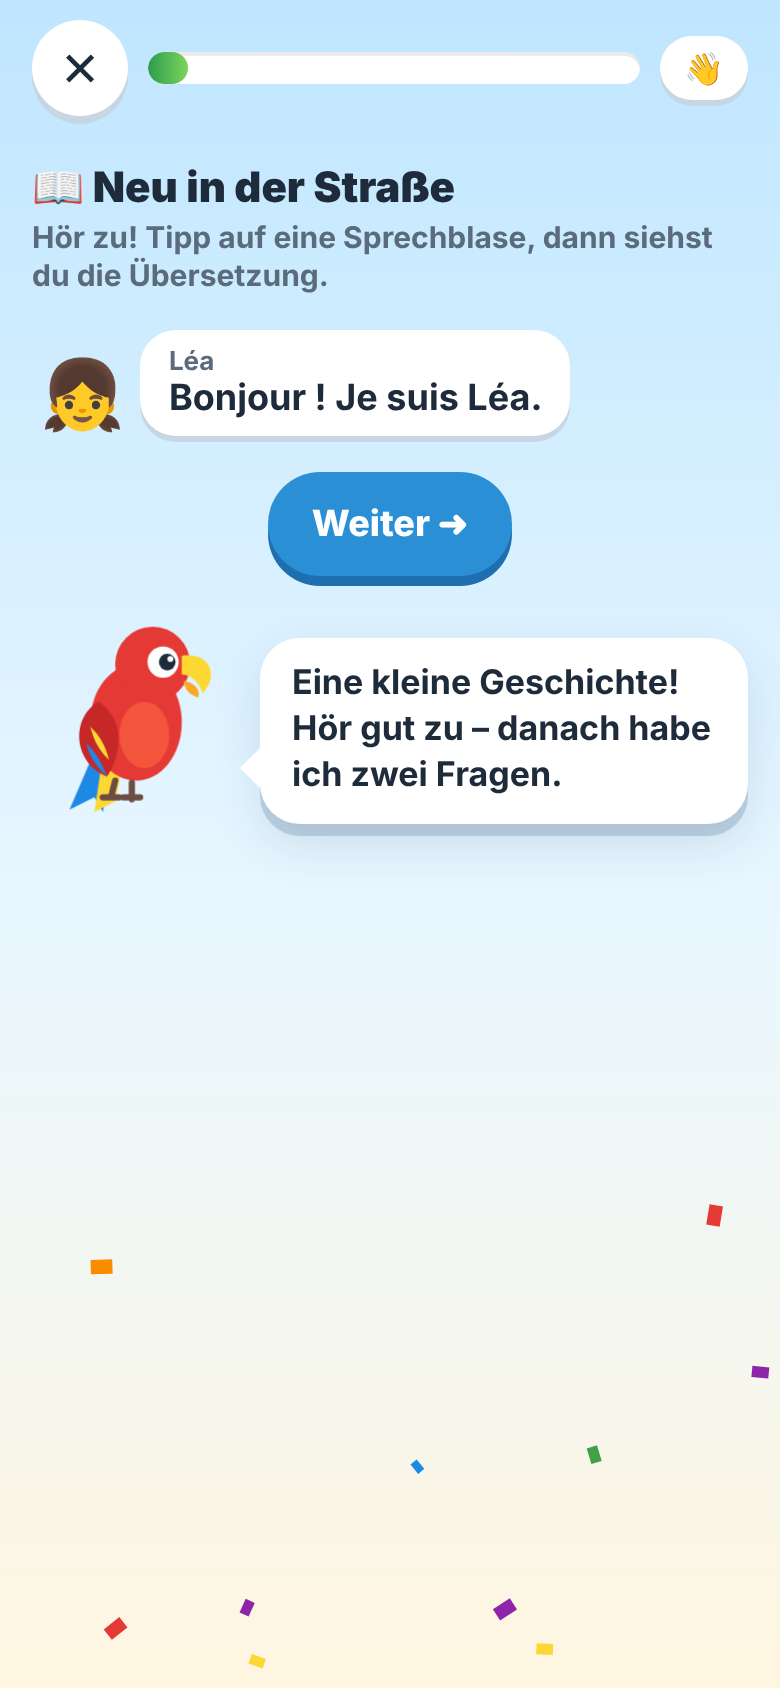 Neu in der Straße
Hör zu! Tipp auf eine Sprechblase, dann siehst
du die Übersetzung.
Léa
Bonjour ! Je suis Léa.
Weiter ➜
Eine kleine Geschichte!
Hör gut zu – danach habe
ich zwei Fragen.